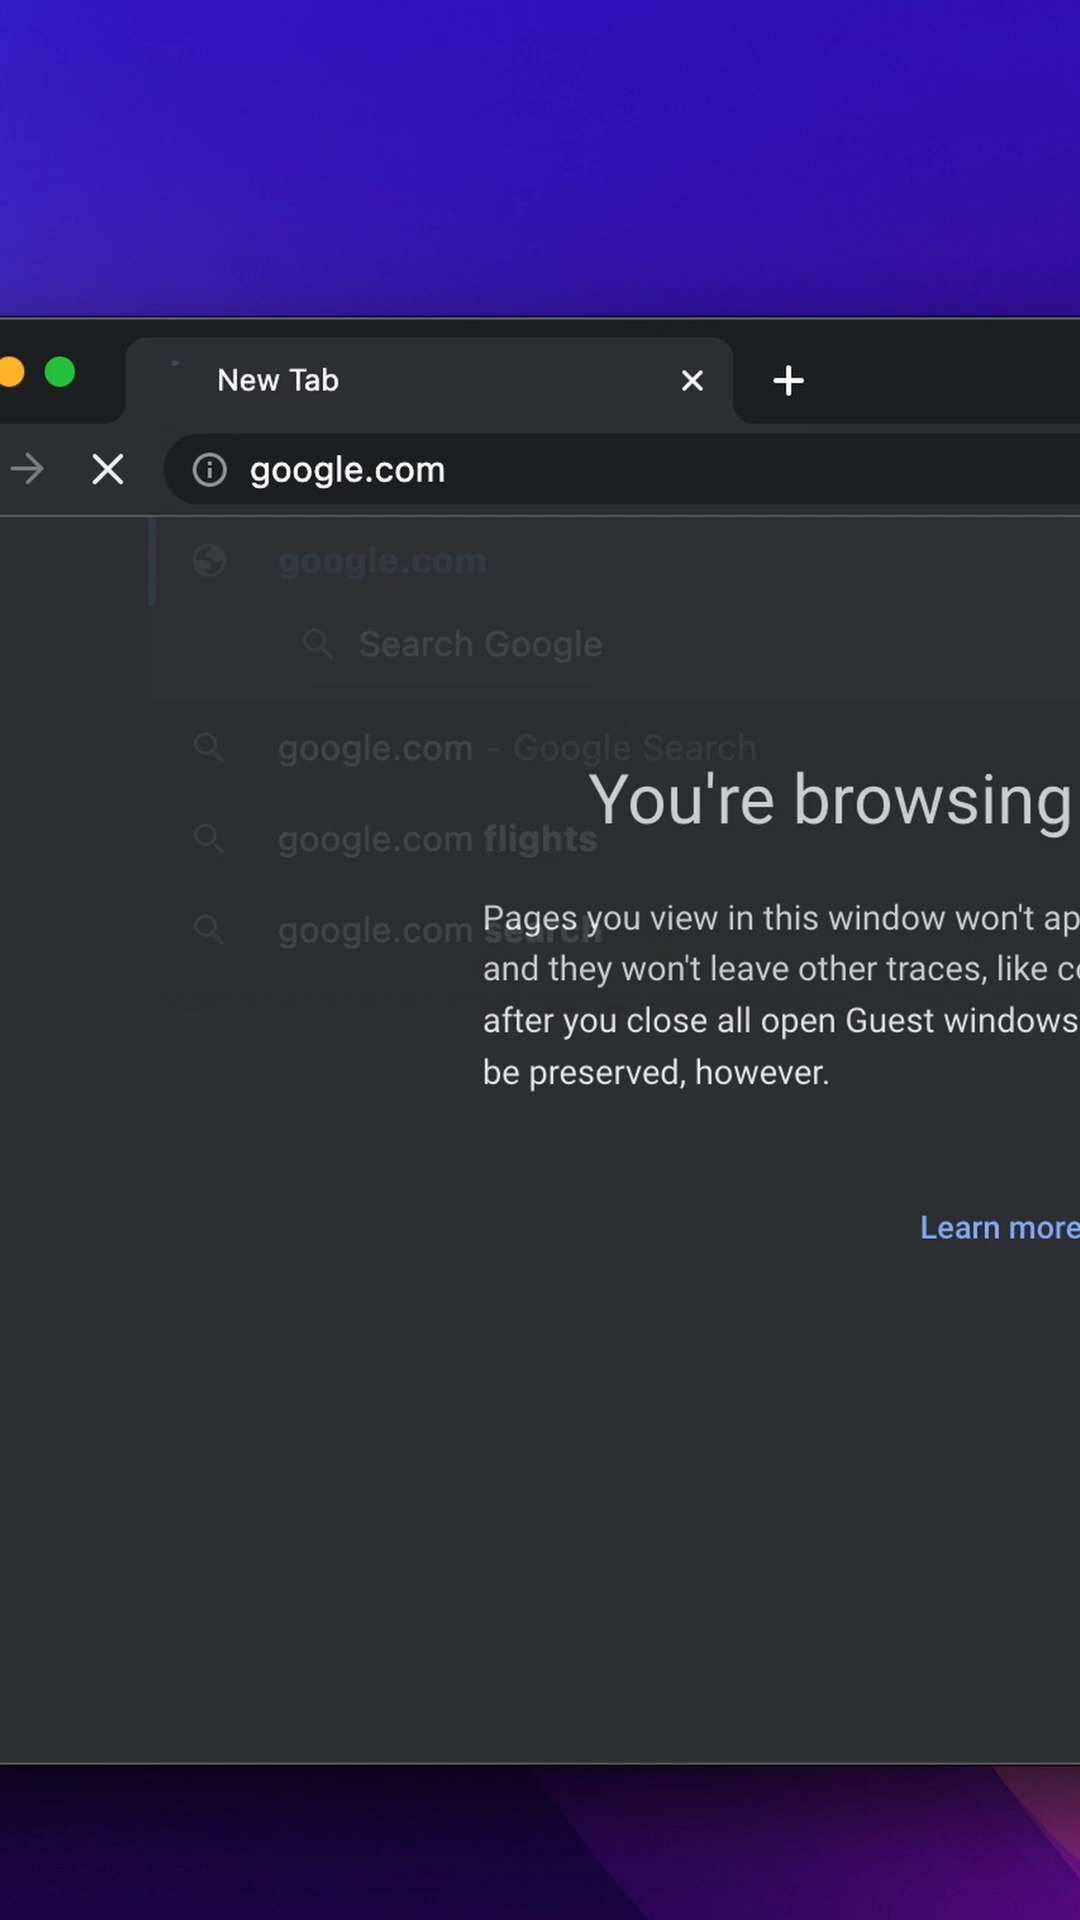 New Tab
google.com
google.com
Search Google
google.com - Google Search
You're browsing
google.com flights
Pages you view in this window won't ap
google.com search
and they won't leave other traces, like co
after you close all open Guest windows
be preserved, however.
Learn more